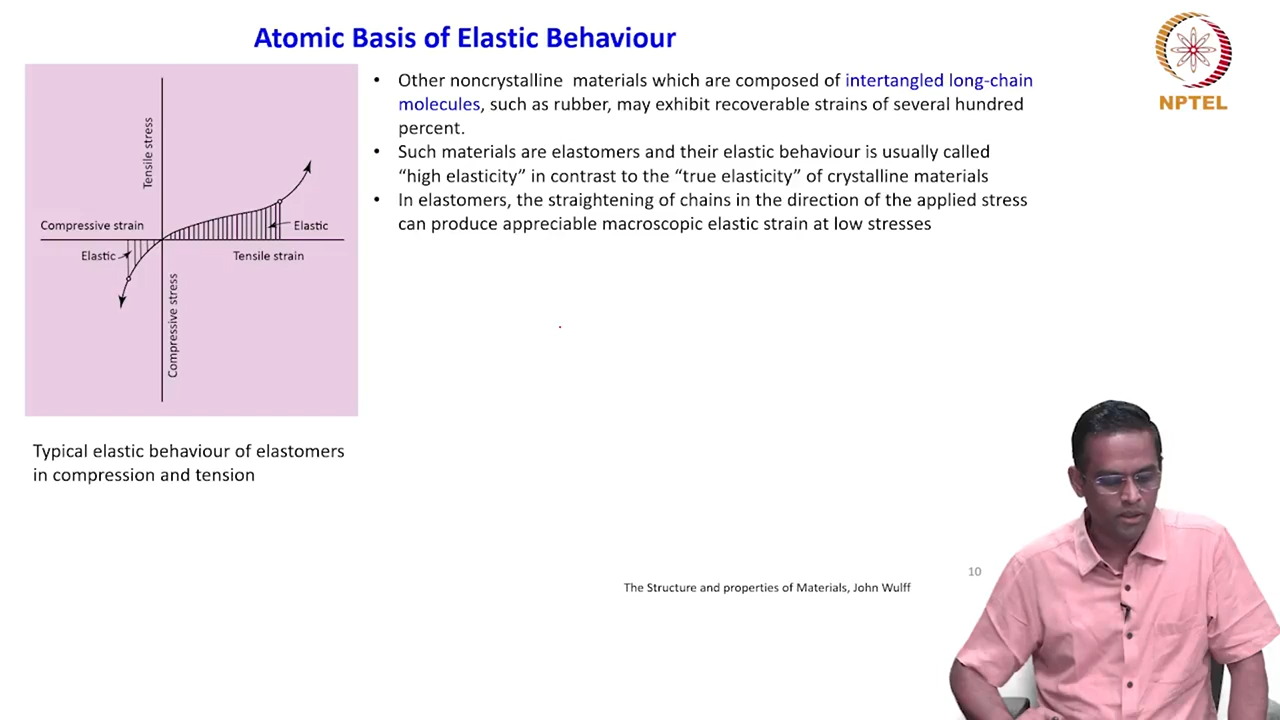 Atomic Basis of Elastic Behaviour
NPTEL
• Other noncrystalline materials which are composed of intertangled long-chain
molecules, such as rubber, may exhibit recoverable strains of several hundred
percent.
• Such materials are elastomers and their elastic behaviour is usually called
“high elasticity” in contrast to the “true elasticity” of crystalline materials
• In elastomers, the straightening of chains in the direction of the applied stress
can produce appreciable macroscopic elastic strain at low stresses
Tensile stress
Compressive strain
Elastic
Elastic
Tensile strain
Compressive stress
Typical elastic behaviour of elastomers
in compression and tension
10
The Structure and properties of Materials, John Wulff